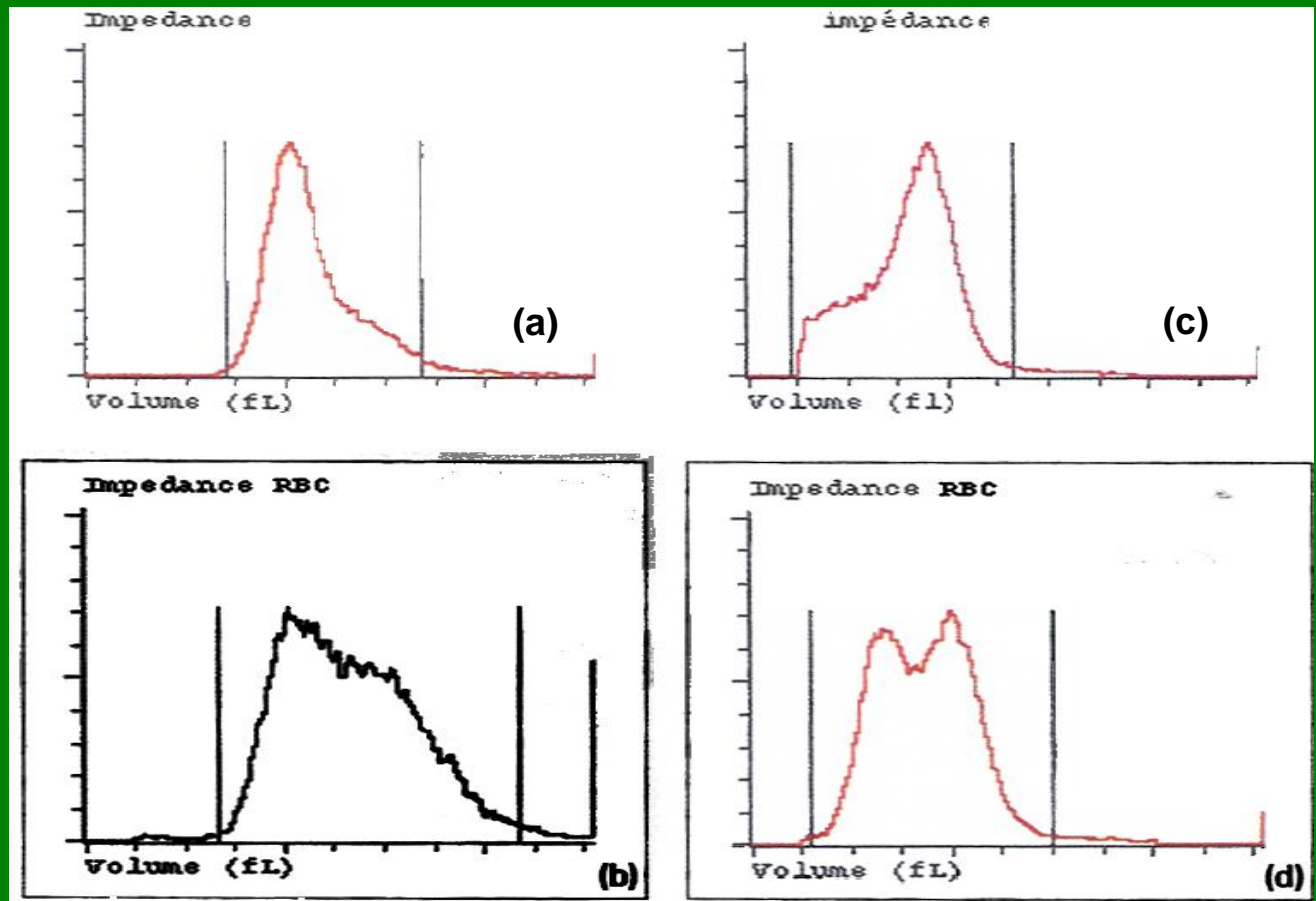 Impedance
(a)
Volume (fL)
impédance
(c)
Volume (fl)
Impedance RBC
Volume (fL)
(b)
Impedance RBC
Volume (fL)
(d)